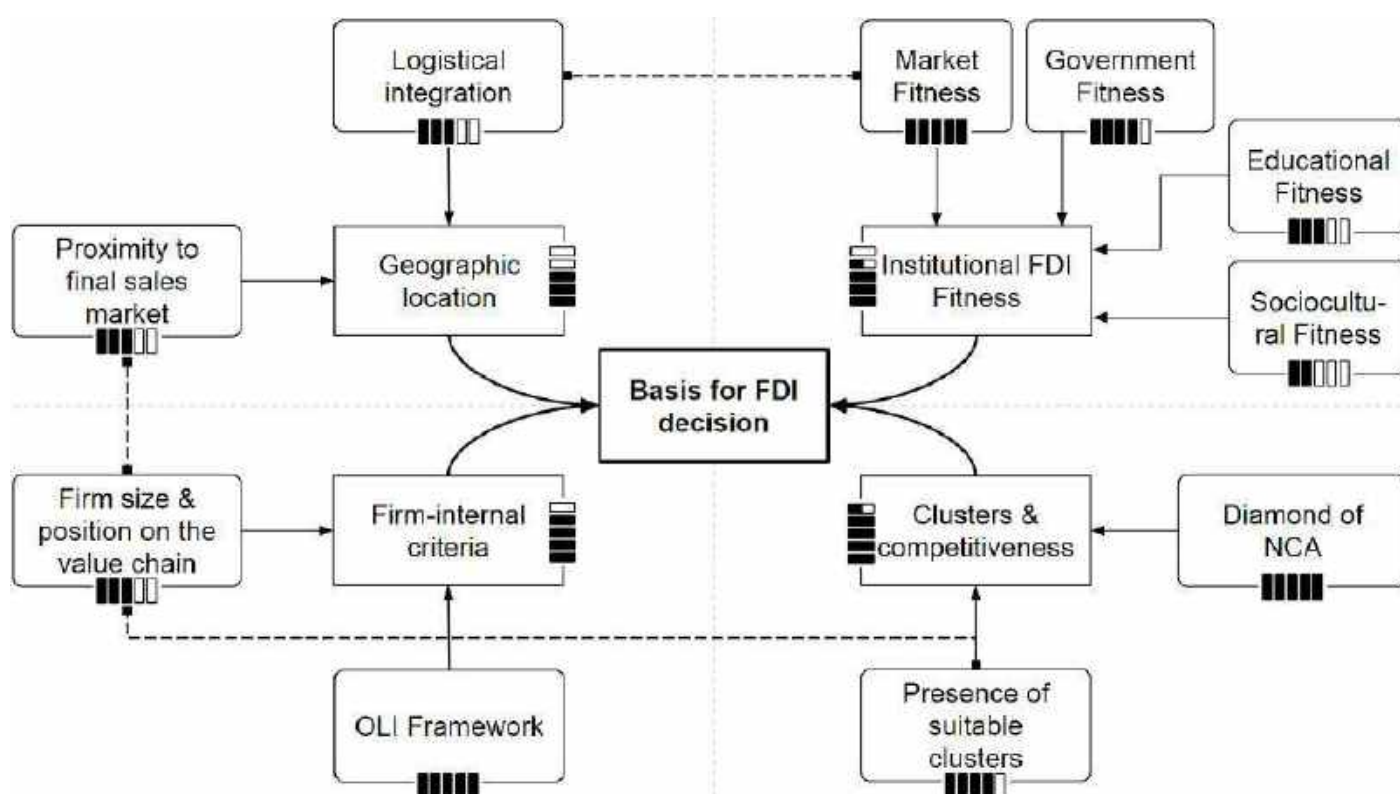 Logistical
integration
Market
Fitness
Government
Fitness
Educational
Fitness
Proximity to
final sales
market
Geographic
location
Institutional FDI
Fitness
Sociocultu-
ral Fitness
Basis for FDI
decision
Firm size &
position on the
value chain
Firm-internal
criteria
Clusters &
competitiveness
Diamond of
NCA
OLI Framework
Presence of
suitable
clusters